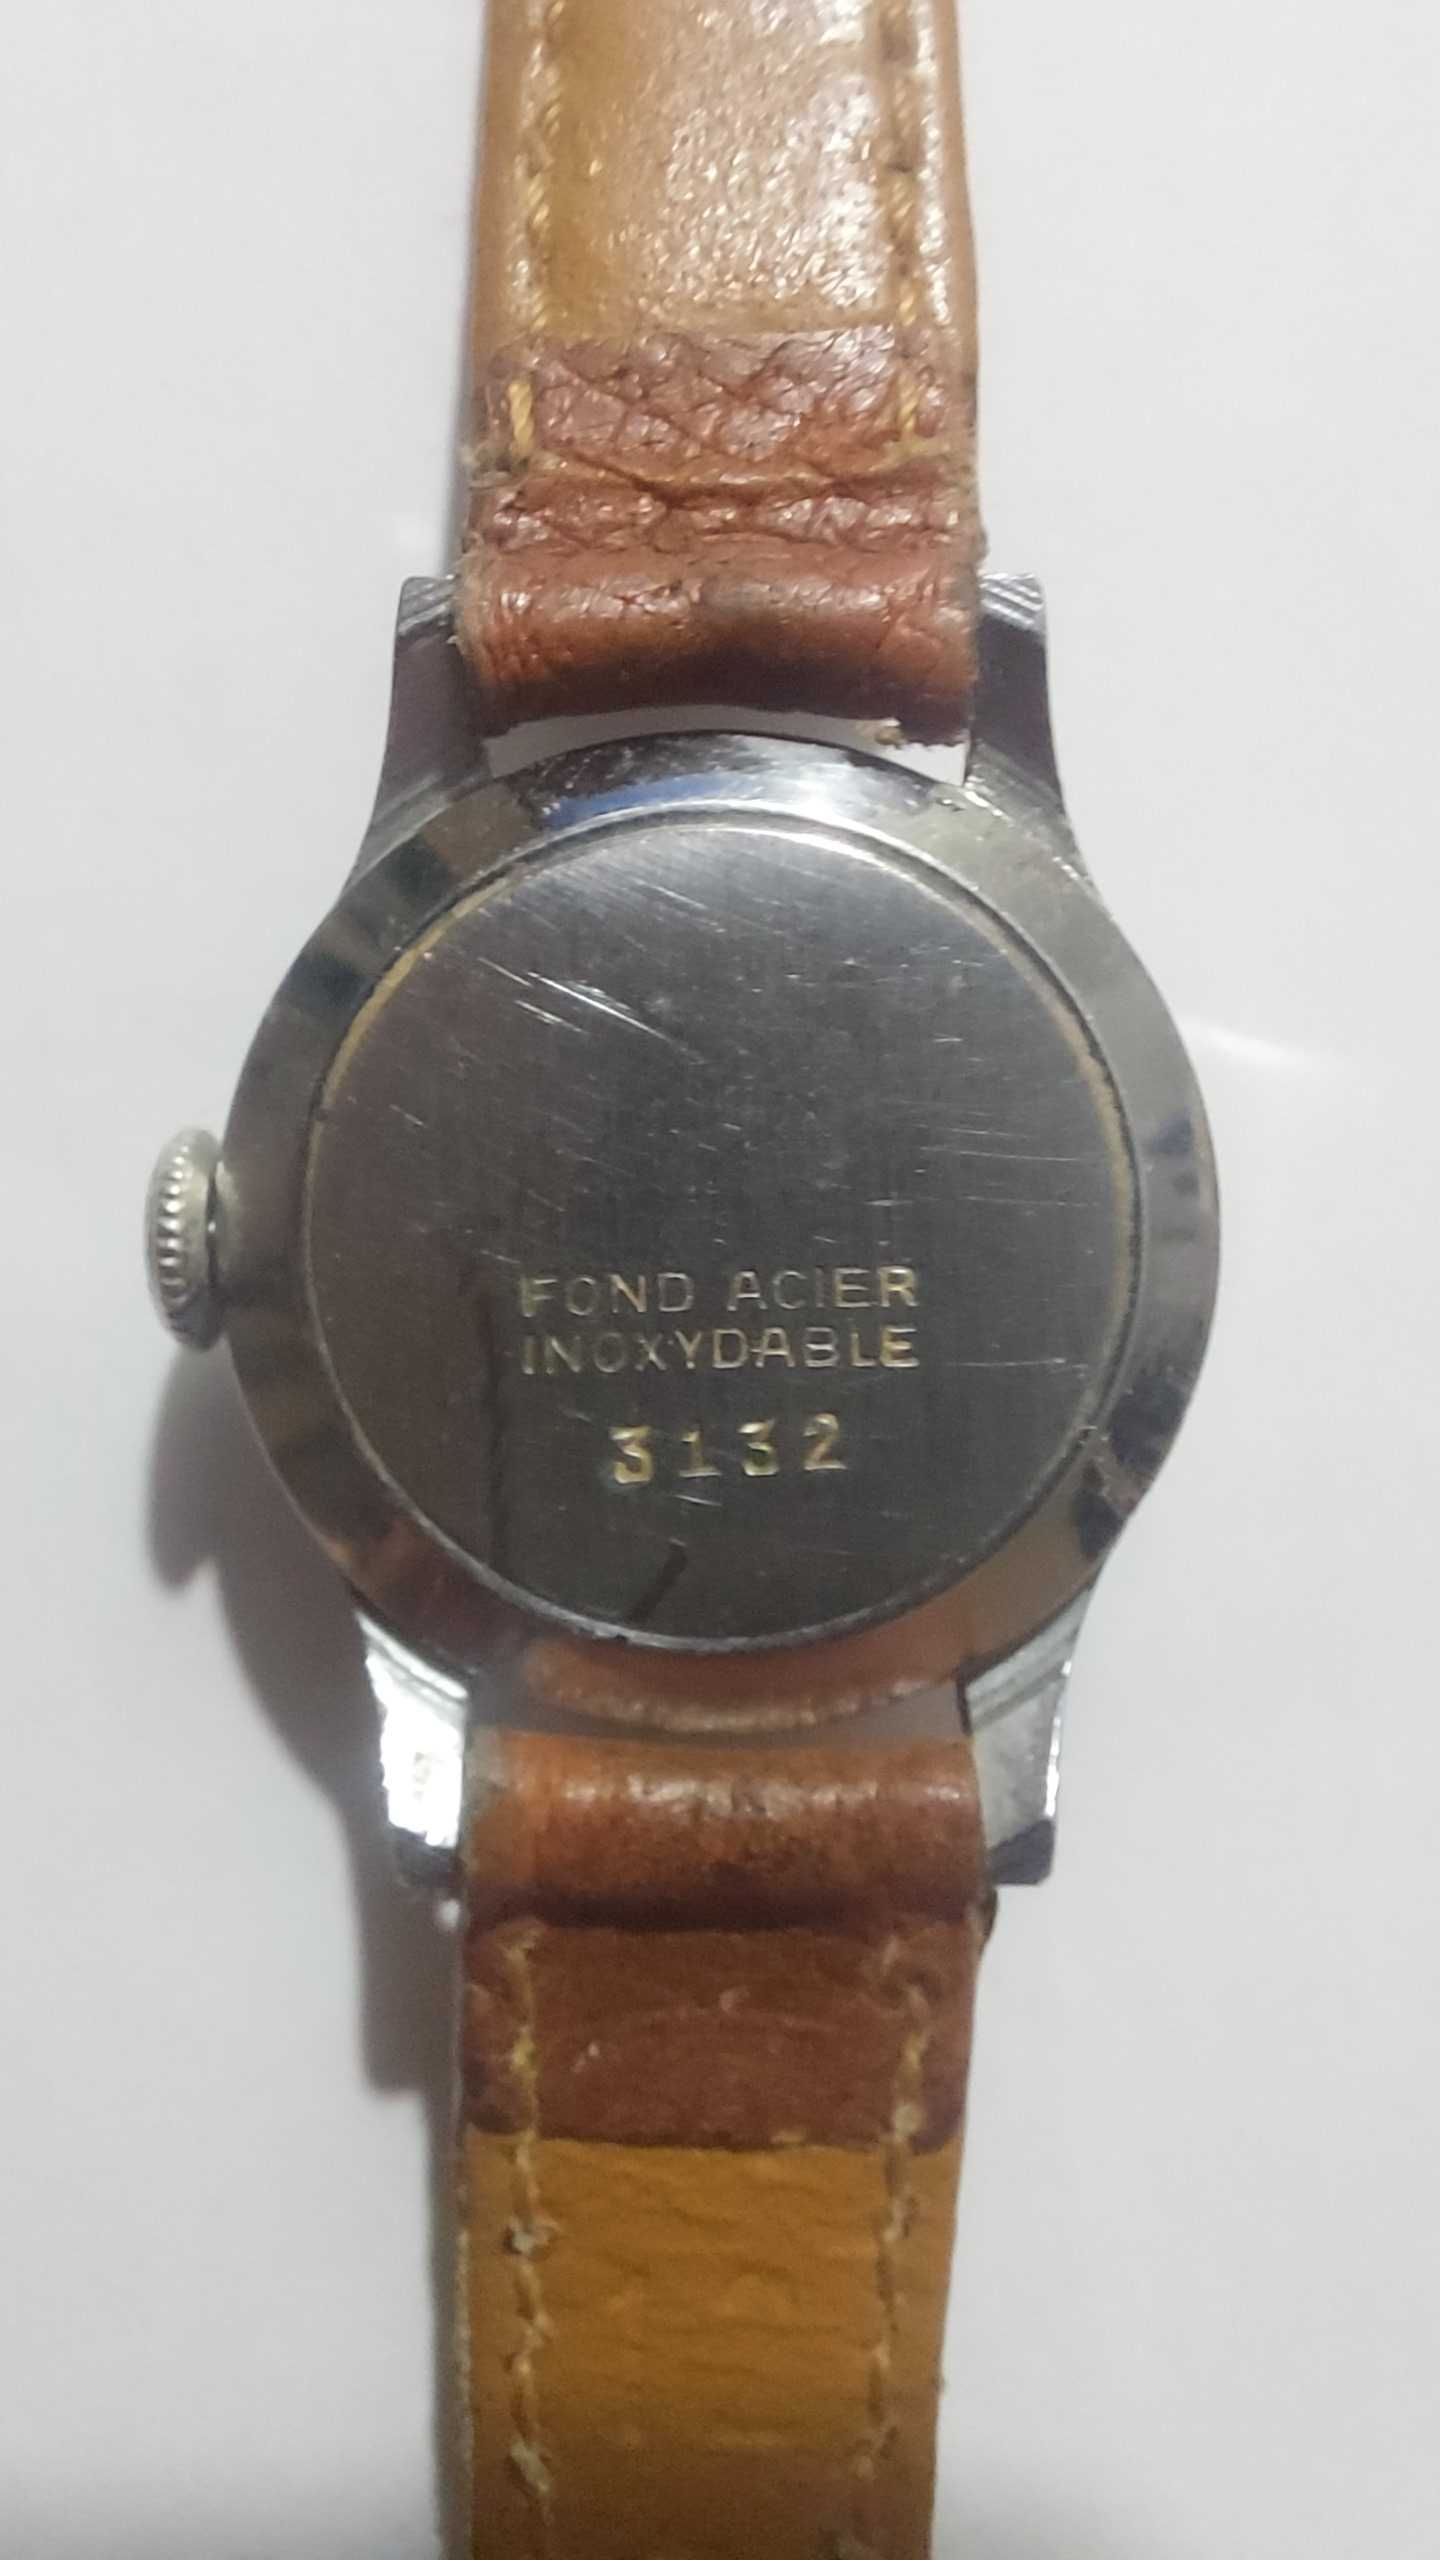 FOND ACIER
INOXYDABLE
3132